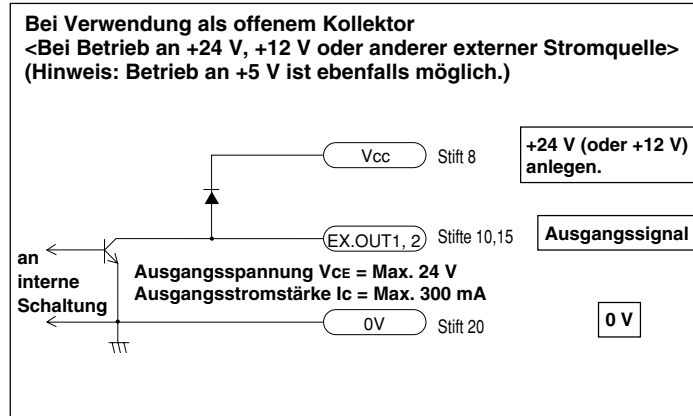 Bei Verwendung als offenem Kollektor
<Bei Betrieb an +24 V, +12 V oder anderer externer Stromquelle>
(Hinweis: Betrieb an +5 V ist ebenfalls möglich.)
Vcc
Stift 8
+24 V (oder +12 V)
anlegen.
EX.OUT1, 2
Stifte 10,15
Ausgangssignal
an
interne
Schaltung
Ausgangsspannung VCE = Max. 24 V
Ausgangsstromstärke Ic = Max. 300 mA
0V
Stift 20
0 V